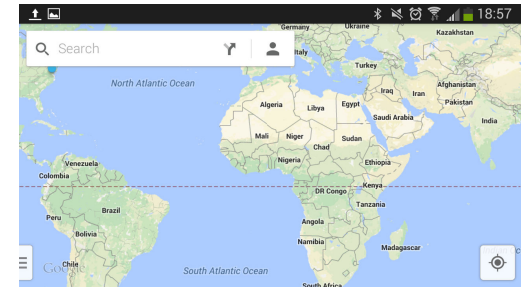 18:57
Search
Germany
Ukraine
Kazakhstan
Italy
Turkey
North Atlantic Ocean
Iraq
Iran
Afghanistan
Pakistan
Algeria
Libya
Egypt
Saudi Arabia
India
Mali
Niger
Chad
Sudan
Venezuela
Nigeria
Ethiopia
Colombia
Kenya
DR Congo
Peru
Brazil
Tanzania
Angola
Bolivia
Namibia
Madagascar
Chile
Google
South Atlantic Ocean
South Africa